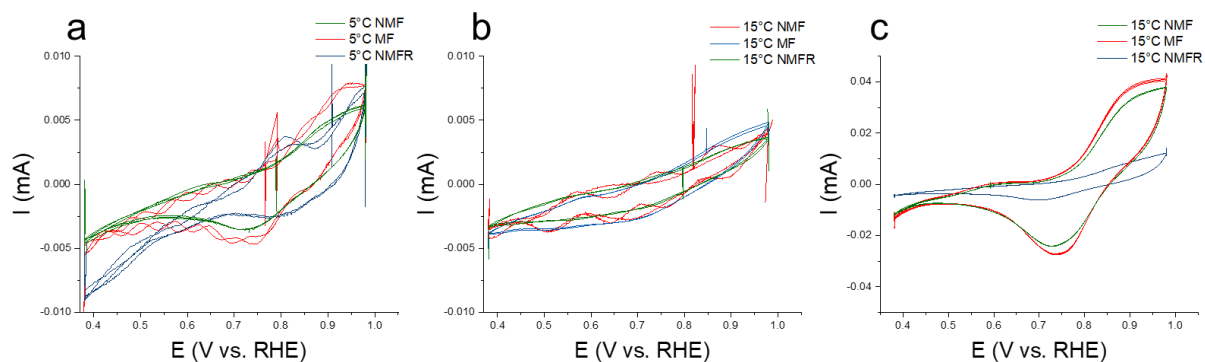 a
5°C NMF
5°C MF
5°C NMFR
0.010
0.005
0.000
-0.005
-0.010
I (mA)
0.4 0.5 0.6 0.7 0.8 0.9 1.0
E (V vs. RHE)
b
15°C NMF
15°C MF
15°C NMFR
0.010
0.005
0.000
-0.005
-0.010
I (mA)
0.4 0.5 0.6 0.7 0.8 0.9 1.0
E (V vs. RHE)
c
15°C NMF
15°C MF
15°C NMFR
0.04
0.02
0.00
-0.02
-0.04
I (mA)
0.4 0.5 0.6 0.7 0.8 0.9 1.0
E (V vs. RHE)